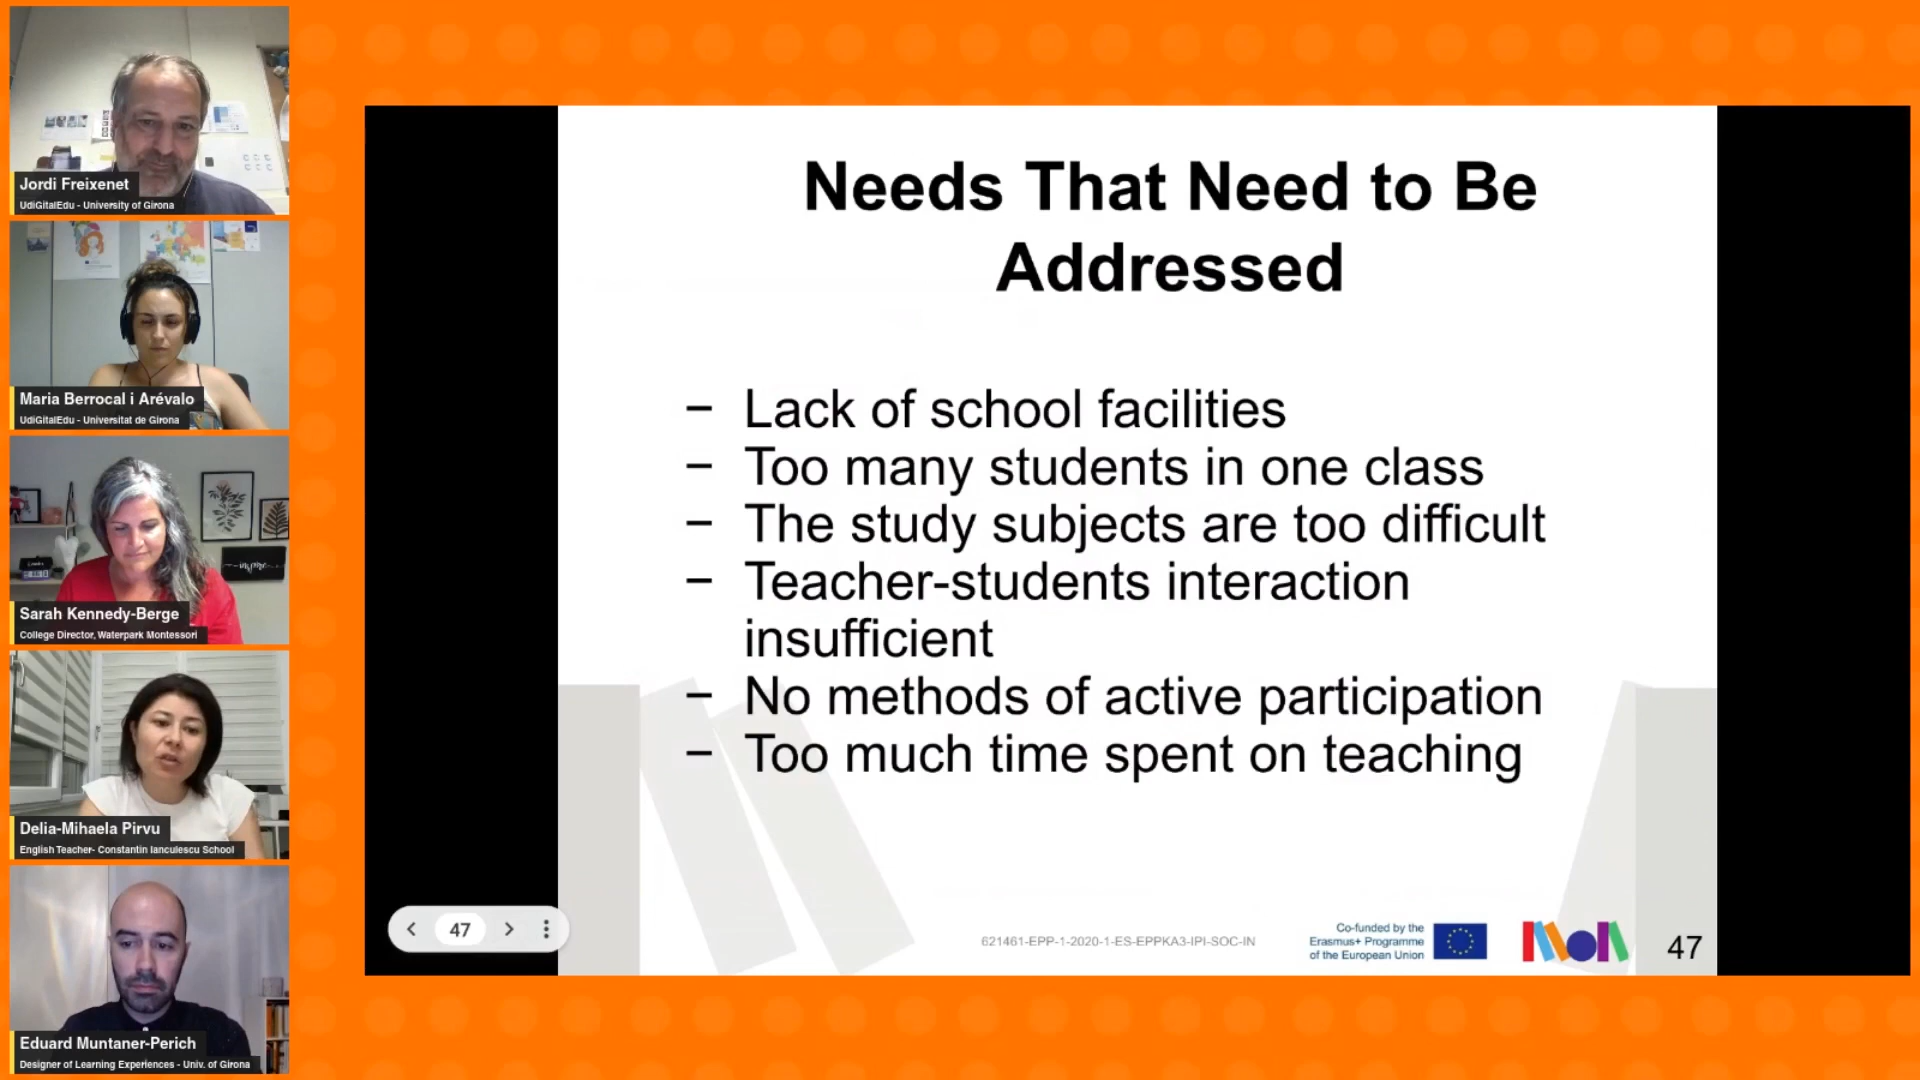 Jordi Freixenet
UdiGitalEdu - University of Girona
Maria Berrocal i Arévalo
UdiGitalEdu - Universitat de Girona
Sarah Kennedy-Berge
College Director, Waterpark Montessori
Delia-Mihaela Pirvu
English Teacher- Constantin Ianculescu School
Eduard Muntaner-Perich
Designer of Learning Experiences - Univ. of Girona
Needs That Need to Be
Addressed
– Lack of school facilities
– Too many students in one class
– The study subjects are too difficult
– Teacher-students interaction
insufficient
– No methods of active participation
– Too much time spent on teaching
47
621461-EPP-1-2020-1-ES-EPPKA3-IPI-SOC-IN
Co-funded by the
Erasmus+ Programme
of the European Union
47